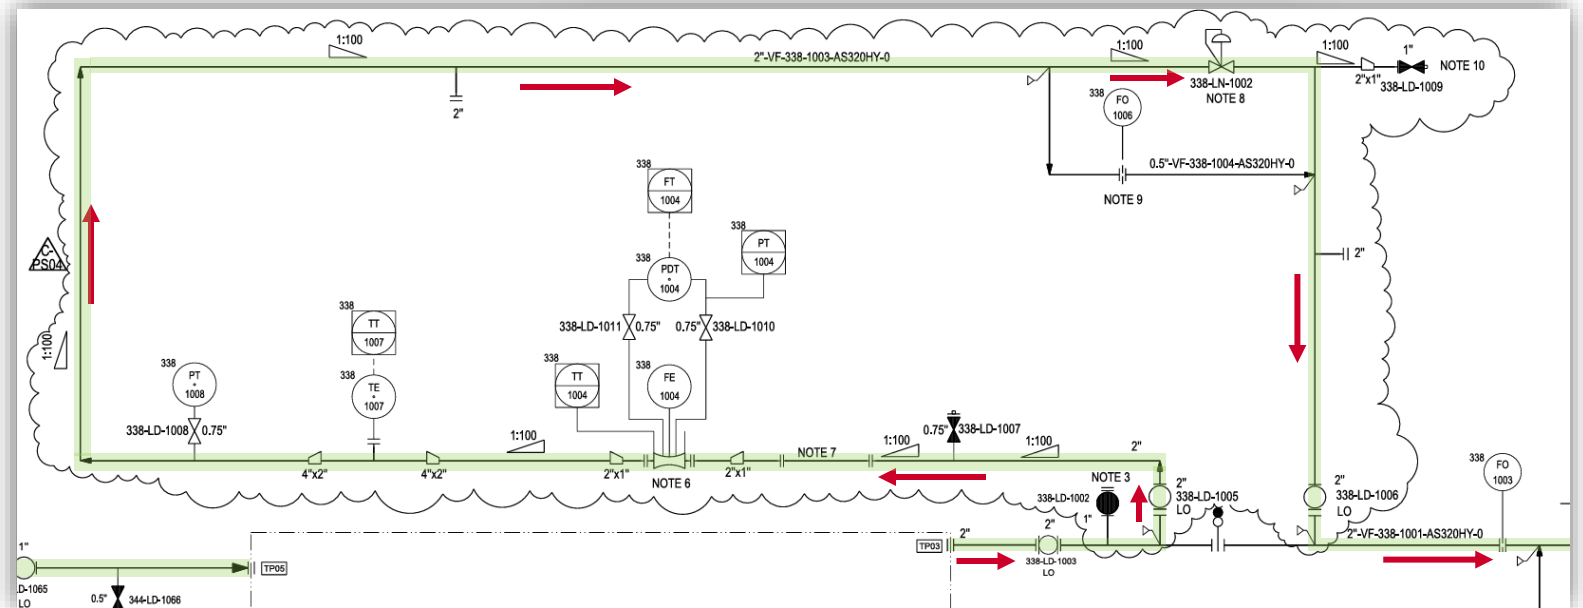 1:100
2"-VF-338-1003-AS320HY-0
1:100
1:100
1"
NOTE 10
2"x1"
338-LD-1009
338-LN-1002
NOTE 8
2"
338
FO
1006
0.5"-VF-338-1004-AS320HY-0
NOTE 9
338
FT
1004
338
PT
1004
338
PDT
1004
2"
C-
PS04
1:100
338-LD-1011
0.75"
0.75"
338-LD-1010
338
TT
1007
338
PT
1008
338
TE
1007
338
TT
1004
338
FE
1004
338-LD-1008
0.75"
1:100
0.75"
338-LD-1007
1:100
1:100
2"
4"x2"
4"x2"
2"x1"
NOTE 6
2"x1"
NOTE 7
NOTE 3
338-LD-1002
1"
2"
338-LD-1005
LO
2"
338-LD-1006
LO
338
FO
1003
TP03
2"
2"
338-LD-1003
LO
2"-VF-338-1001-AS320HY-0
1"
TP05
D-1065
LO
0.5"
344-LD-1066